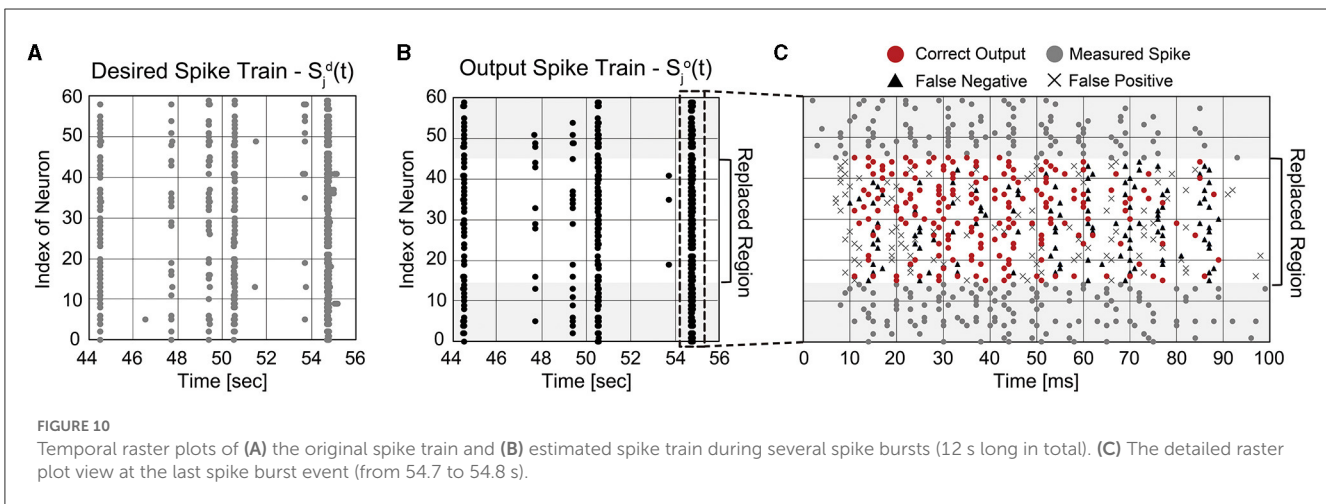 A
Desired Spike Train - S_j^d(t)
Index of Neuron
60
50
40
30
20
10
0
44 46 48 50 52 54 56
Time [sec]
B
Output Spike Train - S_j^o(t)
Index of Neuron
60
50
40
30
20
10
0
44 46 48 50 52 54 56
Time [sec]
Replaced Region
C
Correct Output
Measured Spike
False Negative
False Positive
0 10 20 30 40 50 60 70 80 90 100
Time [ms]
Replaced Region
FIGURE 10
Temporal raster plots of (A) the original spike train and (B) estimated spike train during several spike bursts (12 s long in total). (C) The detailed raster
plot view at the last spike burst event (from 54.7 to 54.8 s).